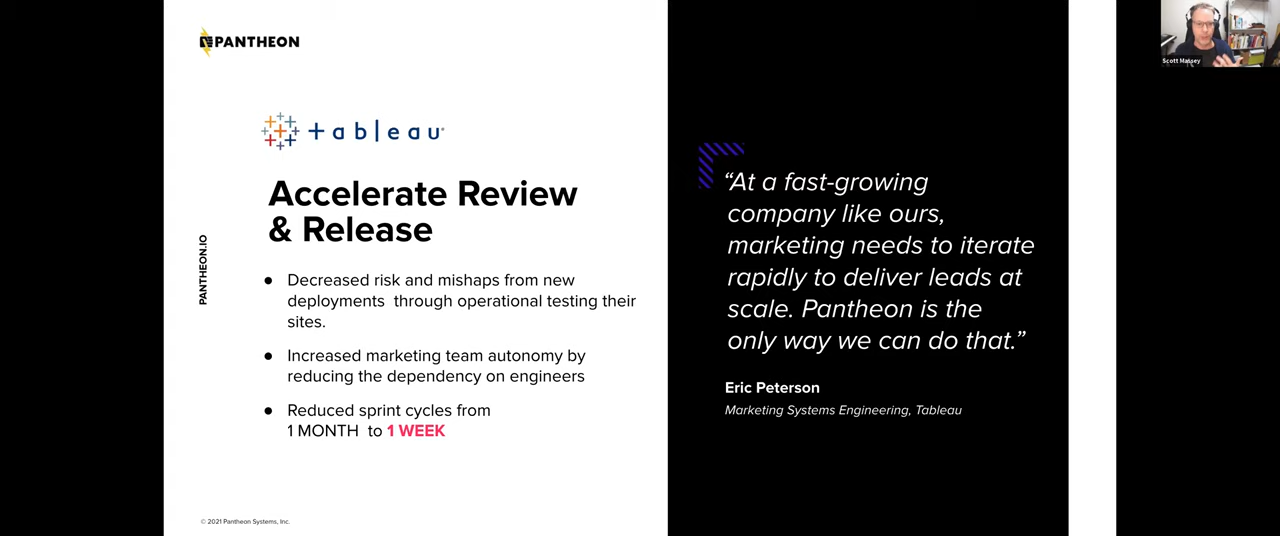 PANTHEON
tableau
Accelerate Review
& Release
PANTHEON.IO
● Decreased risk and mishaps from new
deployments through operational testing their
sites.
● Increased marketing team autonomy by
reducing the dependency on engineers
● Reduced sprint cycles from
1 MONTH to 1 WEEK
© 2021 Pantheon Systems, Inc.
“At a fast-growing
company like ours,
marketing needs to iterate
rapidly to deliver leads at
scale. Pantheon is the
only way we can do that.”
Eric Peterson
Marketing Systems Engineering, Tableau
Scott Massey